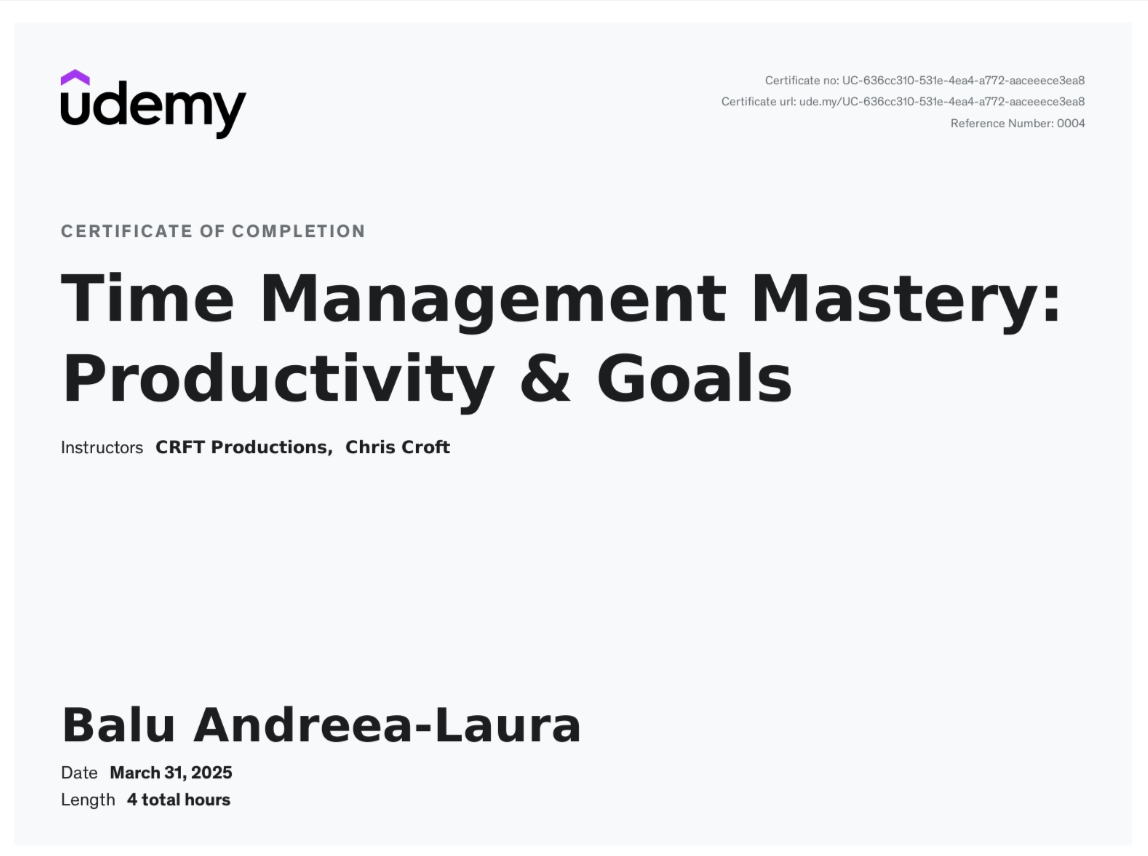 udemy
Certificate no: UC-636cc310-531e-4ea4-a772-aaceeece3ea8
Certificate url: ude.my/UC-636cc310-531e-4ea4-a772-aaceeece3ea8
Reference Number: 0004
CERTIFICATE OF COMPLETION
Time Management Mastery:
Productivity & Goals
Instructors CRFT Productions, Chris Croft
Balu Andreea-Laura
Date March 31, 2025
Length 4 total hours